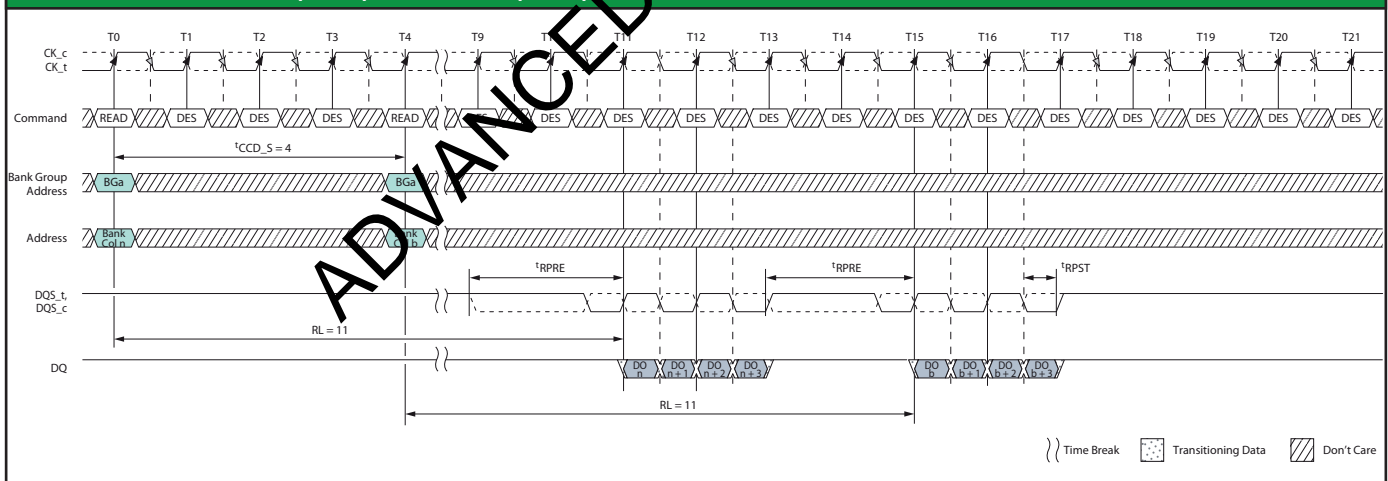 T0 T1 T2 T3 T4 T9 T11 T12 T13 T14 T15 T16 T17 T18 T19 T20 T21
CK_c
CK_t
Command READ DES DES DES READ DES DES DES DES DES DES DES DES DES DES DES DES
tCCD_S = 4
Bank Group
Address
BGa BGa
Address
Bank
Col n
Col b
tRPRE tRPRE tRPST
DQS_t,
DQS_c
RL = 11
DQ
DO
n
DO
n + 1
DO
n + 2
DO
n + 3
DO
b
DO
b + 1
DO
b + 2
DO
b + 3
RL = 11
Time Break Transitioning Data Don't Care
ADVANCED